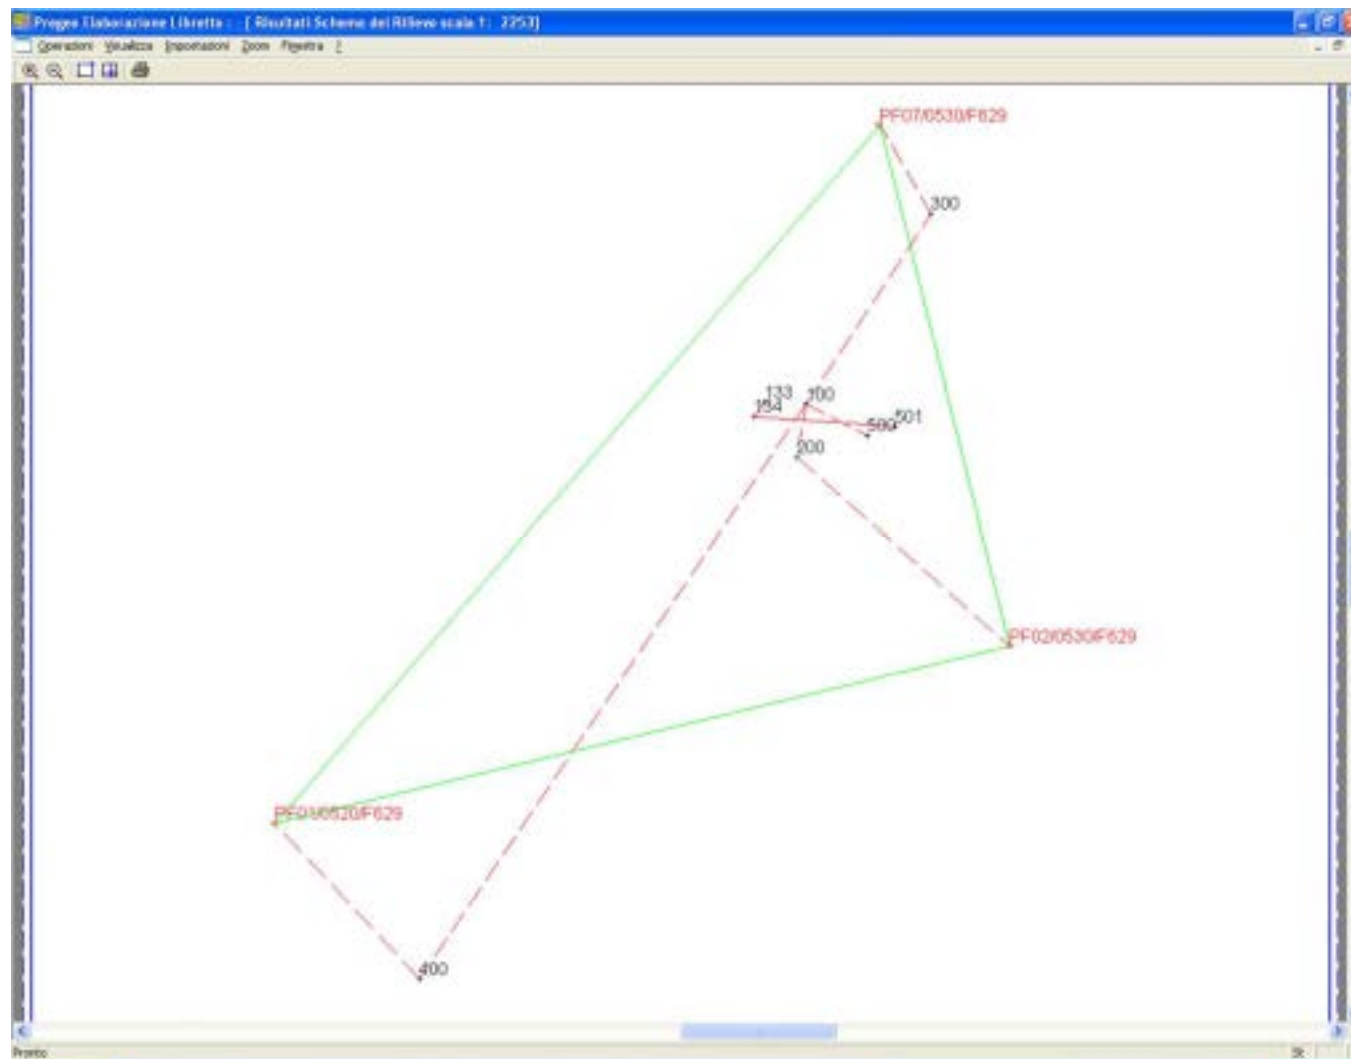 Pregeo Elaborazione Libretto : - [ Risultati Schema del Rilievo scala 1: 2253]
Operazioni Visualizza Impostazioni Zoom Finestra ?
PF07/0530/F629
300
133
100
134
501
500
200
PF02/0530/F629
PF01/0520/F629
400
Pronto